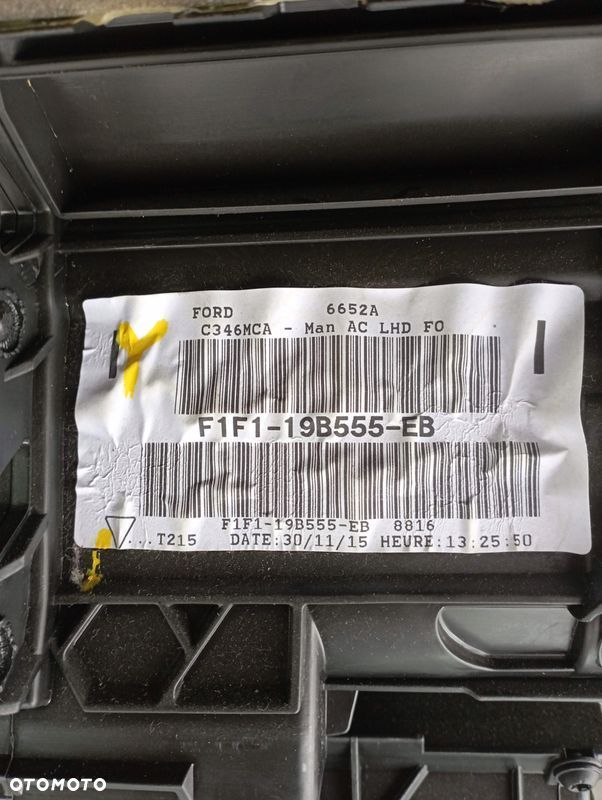 FORD 6652A
C346MCA - Man AC LHD FO
F1F1-19B555-EB
F1F1-19B555-EB 8816
...T215 DATE:30/11/15 HEURE:13:25:50
OTOMOTO